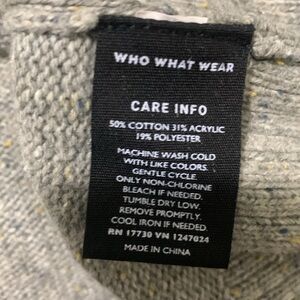 WHO WHAT WEAR
CARE INFO
50% COTTON 31% ACRYLIC
19% POLYESTER
MACHINE WASH COLD
WITH LIKE COLORS.
GENTLE CYCLE.
ONLY NON-CHLORINE
BLEACH IF NEEDED.
TUMBLE DRY LOW.
REMOVE PROMPTLY.
COOL IRON IF NEEDED.
RN 17730 VN 1247024
MADE IN CHINA